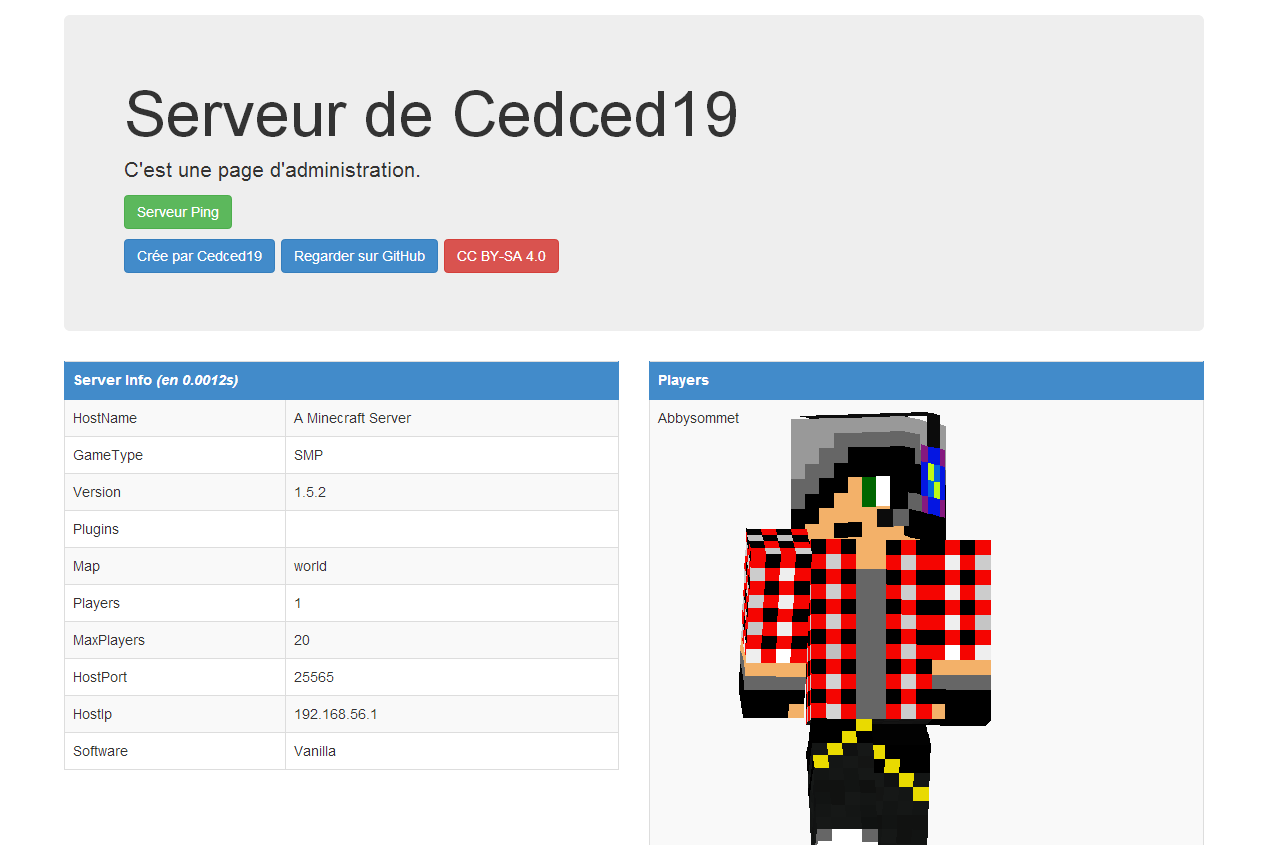 Serveur de Cedced19
C'est une page d'administration.
Serveur Ping
Crée par Cedced19 Regarder sur GitHub CC BY-SA 4.0
Server Info (en 0.0012s)
HostName A Minecraft Server
GameType SMP
Version 1.5.2
Plugins
Map world
Players 1
MaxPlayers 20
HostPort 25565
HostIp 192.168.56.1
Software Vanilla
Players
Abbysommet